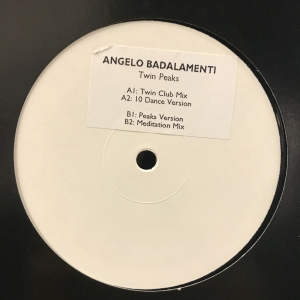 ANGELO BADALAMENTI
Twin Peaks
A1: Twin Club Mix
A2: 10 Dance Version
B1: Peaks Version
B2: Meditation Mix